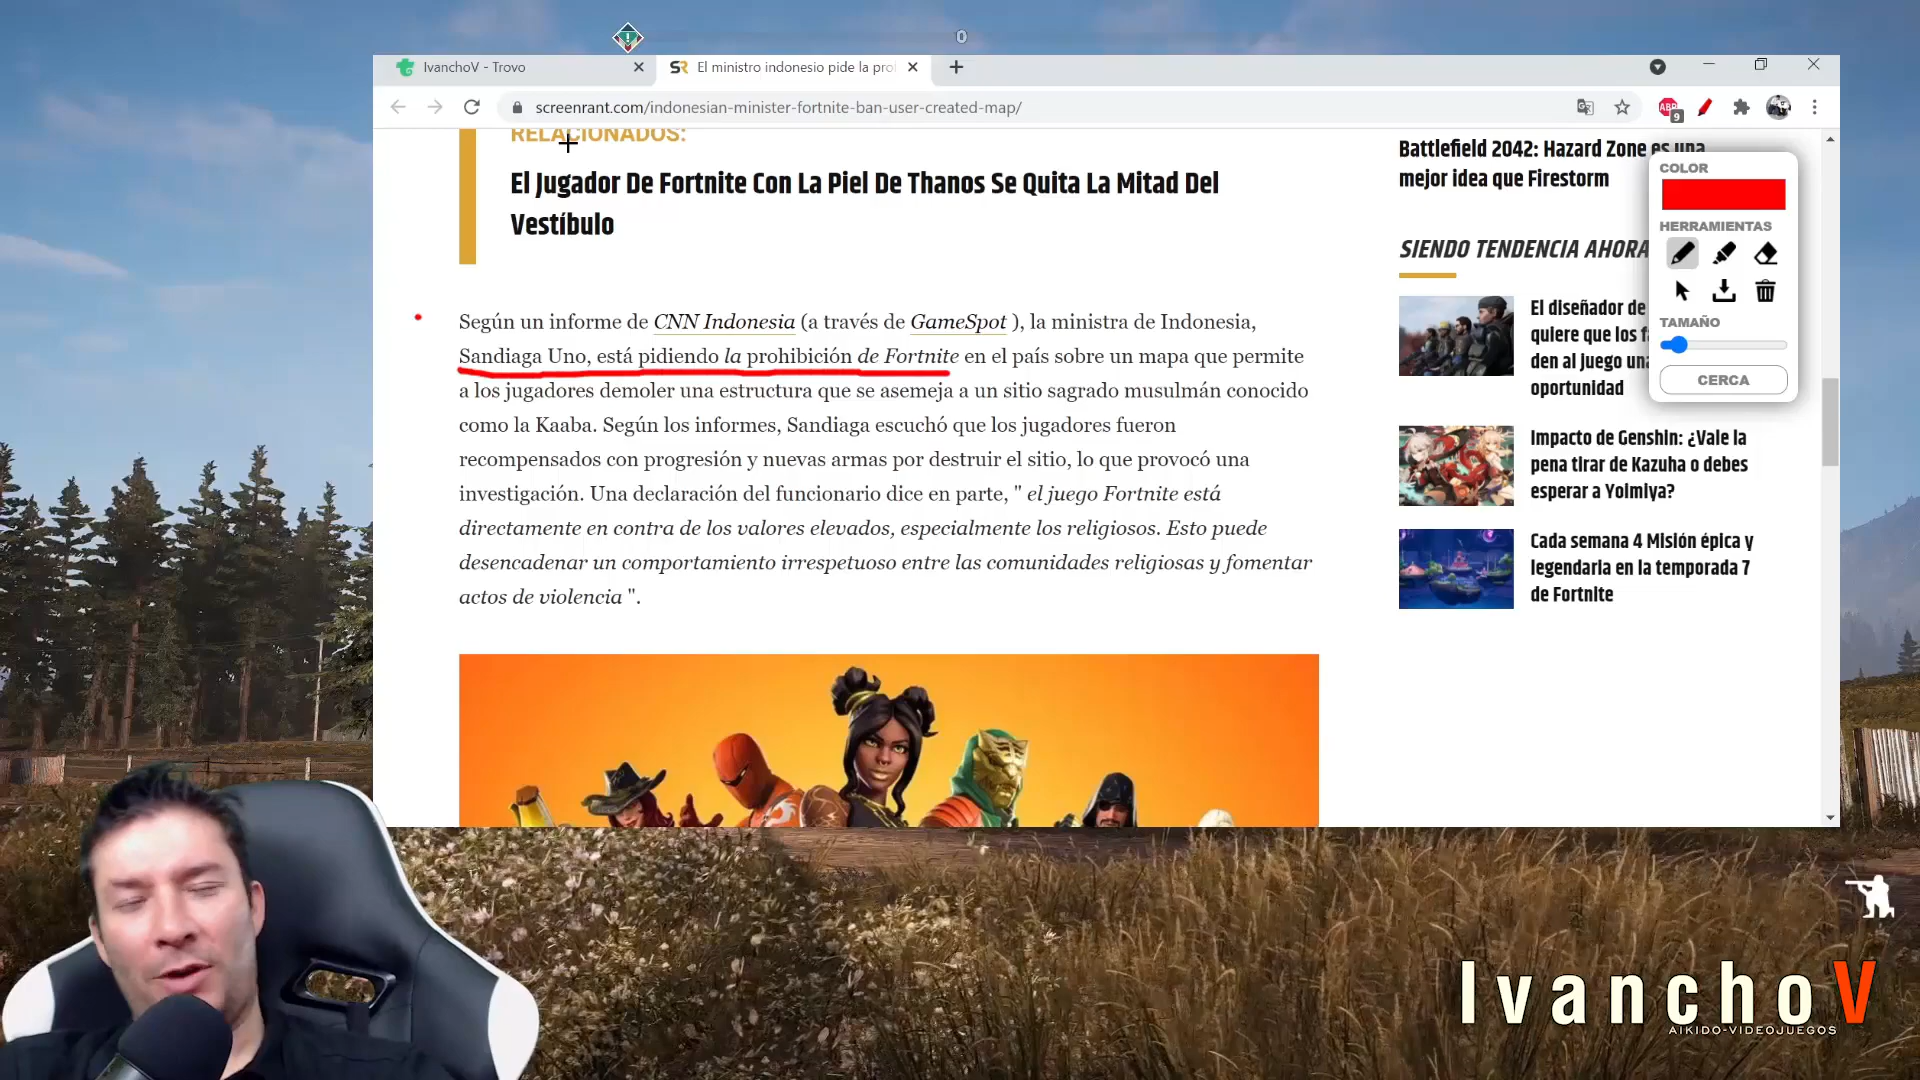 0
IvanchoV - Trovo
El ministro indonesio pide la pro
screenrant.com/indonesian-minister-fortnite-ban-user-created-map/
ABP
9
RELACIONADOS:
El Jugador De Fortnite Con La Piel De Thanos Se Quita La Mitad Del
Vestíbulo
Según un informe de CNN Indonesia (a través de GameSpot ), la ministra de Indonesia,
Sandiaga Uno, está pidiendo la prohibición de Fortnite en el país sobre un mapa que permite
a los jugadores demoler una estructura que se asemeja a un sitio sagrado musulmán conocido
como la Kaaba. Según los informes, Sandiaga escuchó que los jugadores fueron
recompensados con progresión y nuevas armas por destruir el sitio, lo que provocó una
investigación. Una declaración del funcionario dice en parte, " el juego Fortnite está
directamente en contra de los valores elevados, especialmente los religiosos. Esto puede
desencadenar un comportamiento irrespetuoso entre las comunidades religiosas y fomentar
actos de violencia ".
Battlefield 2042: Hazard Zone es una
mejor idea que Firestorm
SIENDO TENDENCIA AHORA
El diseñador de
quiere que los f
den al juego una
oportunidad
Impacto de Genshin: ¿Vale la
pena tirar de Kazuha o debes
esperar a Yoimiya?
Cada semana 4 Misión épica y
legendaria en la temporada 7
de Fortnite
COLOR
HERRAMIENTAS
TAMAÑO
CERCA
IvanchoV
AIKIDO-VIDEOJUEGOS